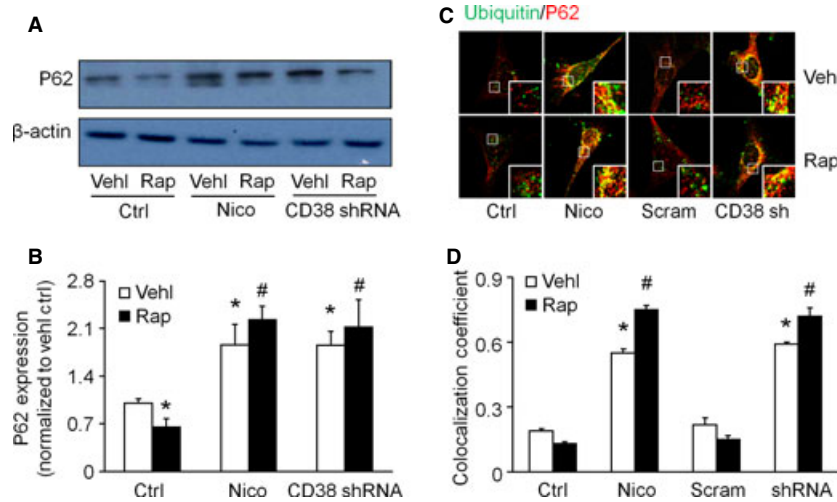 A
P62
β-actin
Vehl Rap Vehl Rap Vehl Rap
Ctrl Nico CD38 shRNA
B
P62 expression
(normalized to vehl ctrl)
2.8
2.1
1.4
0.7
0
Vehl
Rap
*
*
#
*
#
Ctrl Nico CD38 shRNA
C
Ubiquitin/P62
Veh
Rap
Ctrl Nico Scram CD38 sh
D
Colocalization coefficient
0.9
0.6
0.3
0
Vehl
Rap
*
#
*
#
Ctrl Nico Scram shRNA